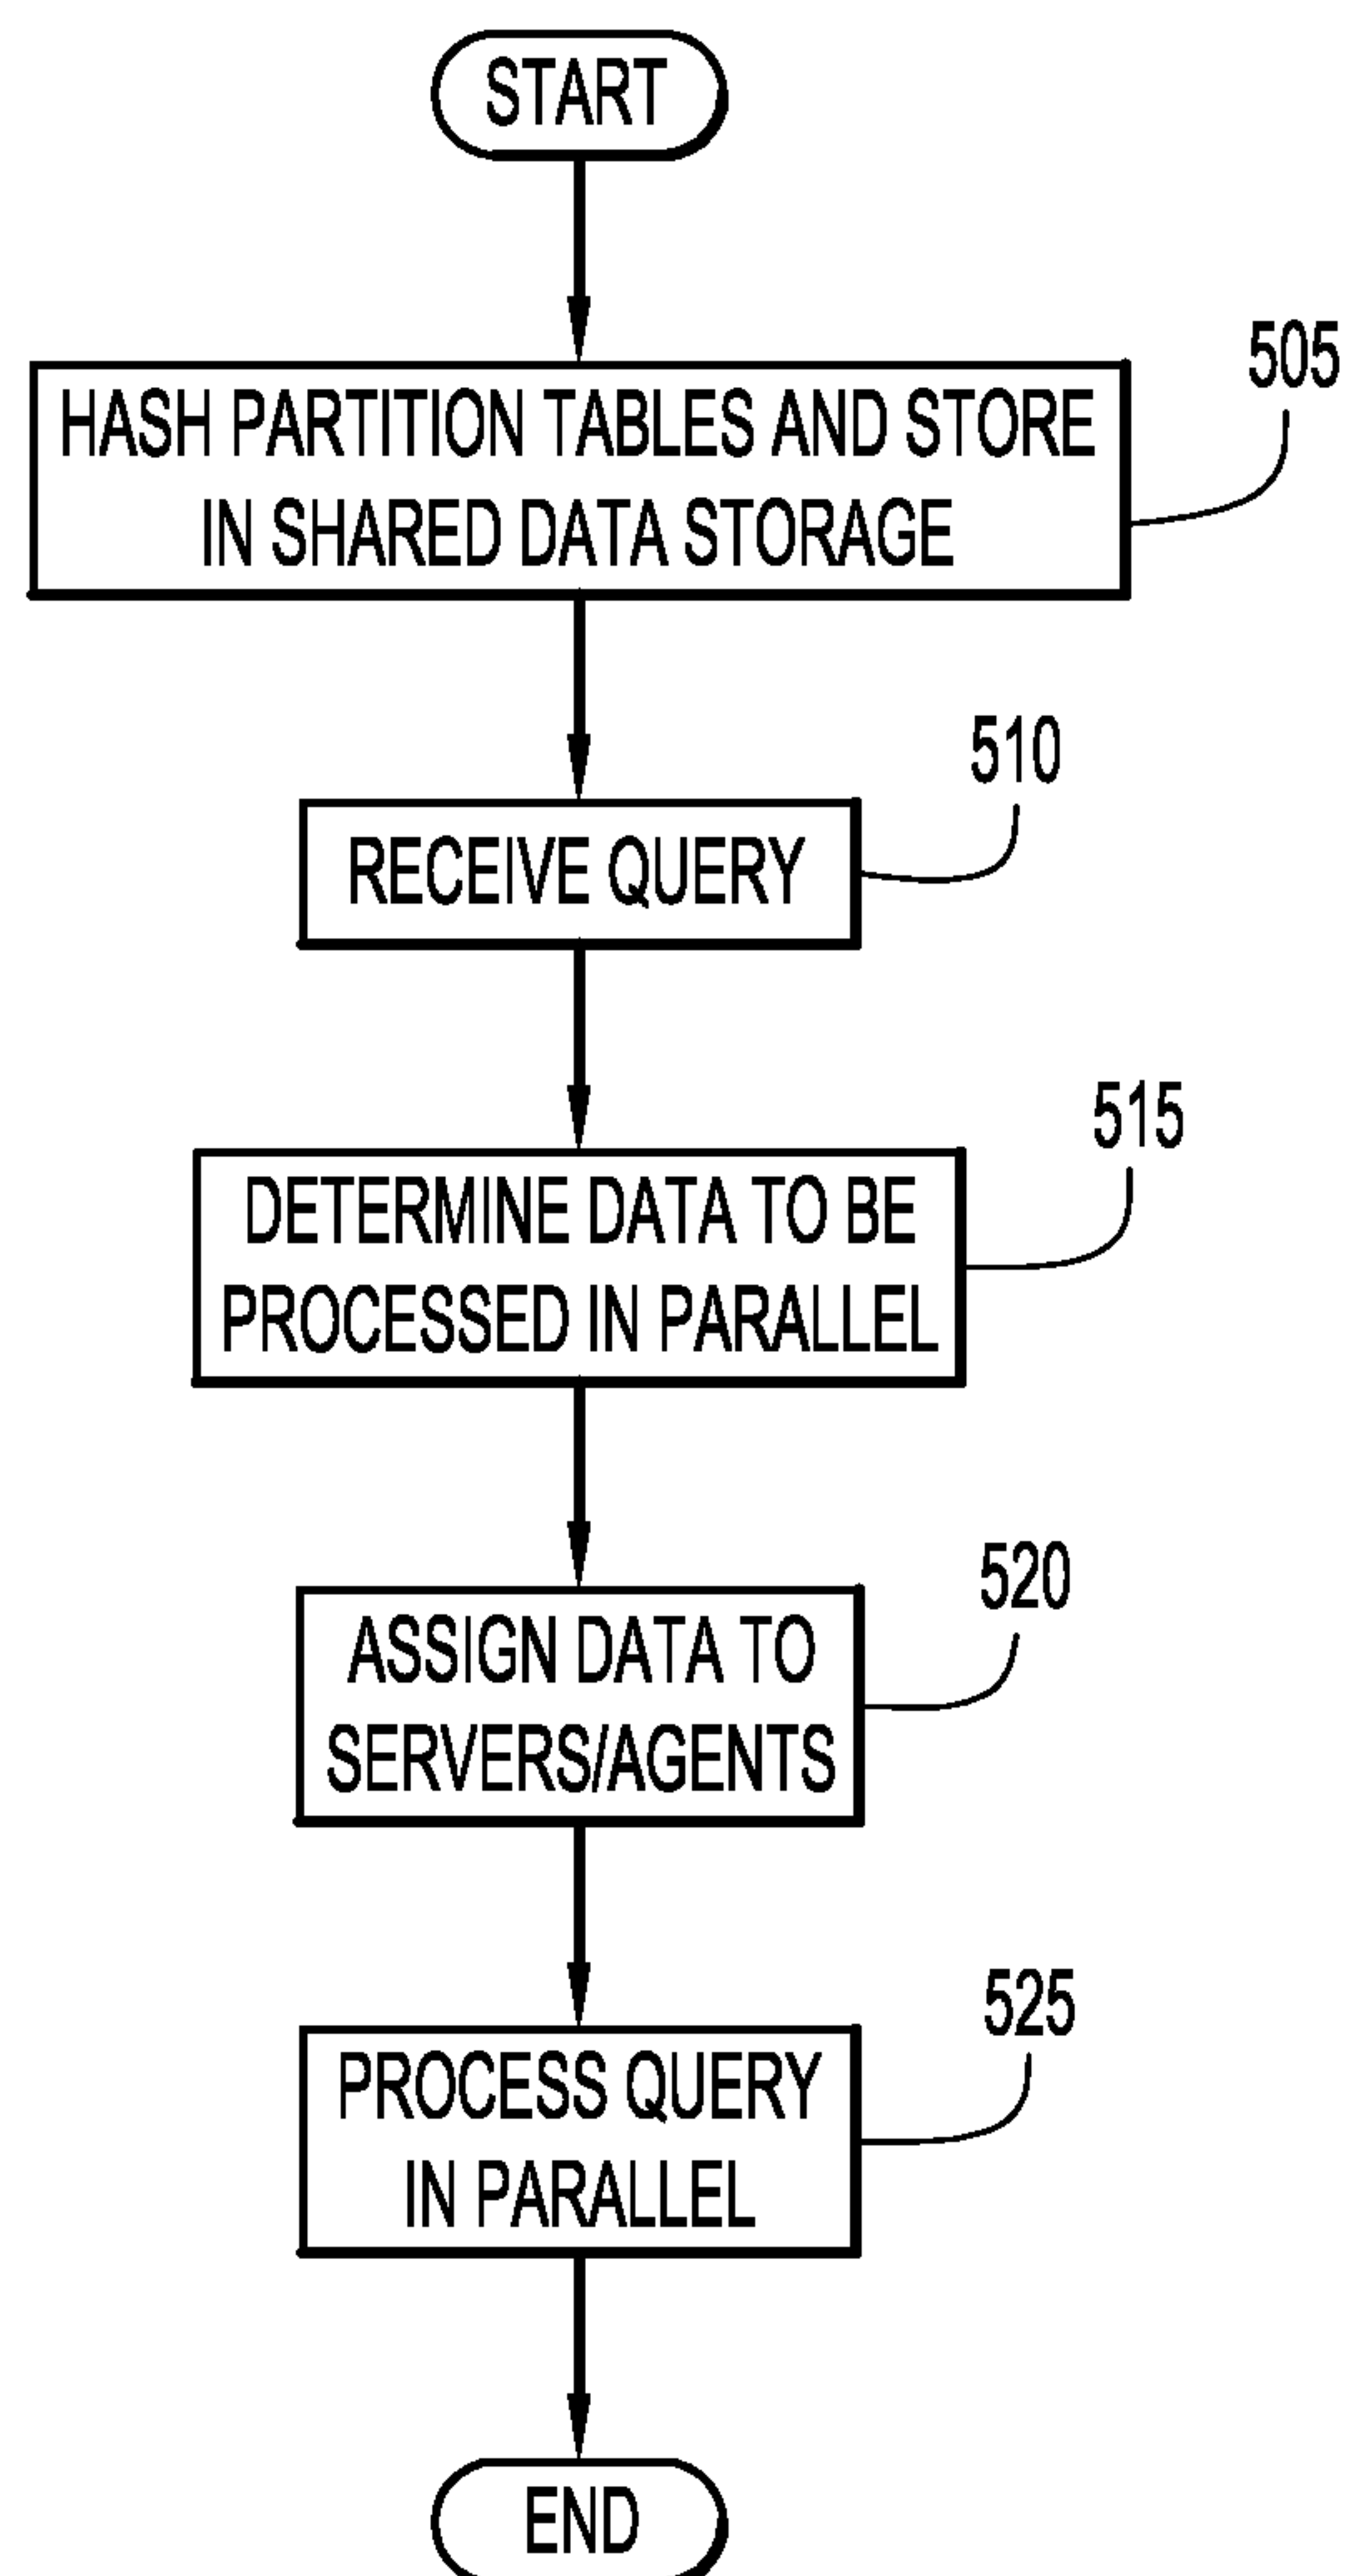 START
505
HASH PARTITION TABLES AND STORE
IN SHARED DATA STORAGE
510
RECEIVE QUERY
515
DETERMINE DATA TO BE
PROCESSED IN PARALLEL
520
ASSIGN DATA TO
SERVERS/AGENTS
525
PROCESS QUERY
IN PARALLEL
END